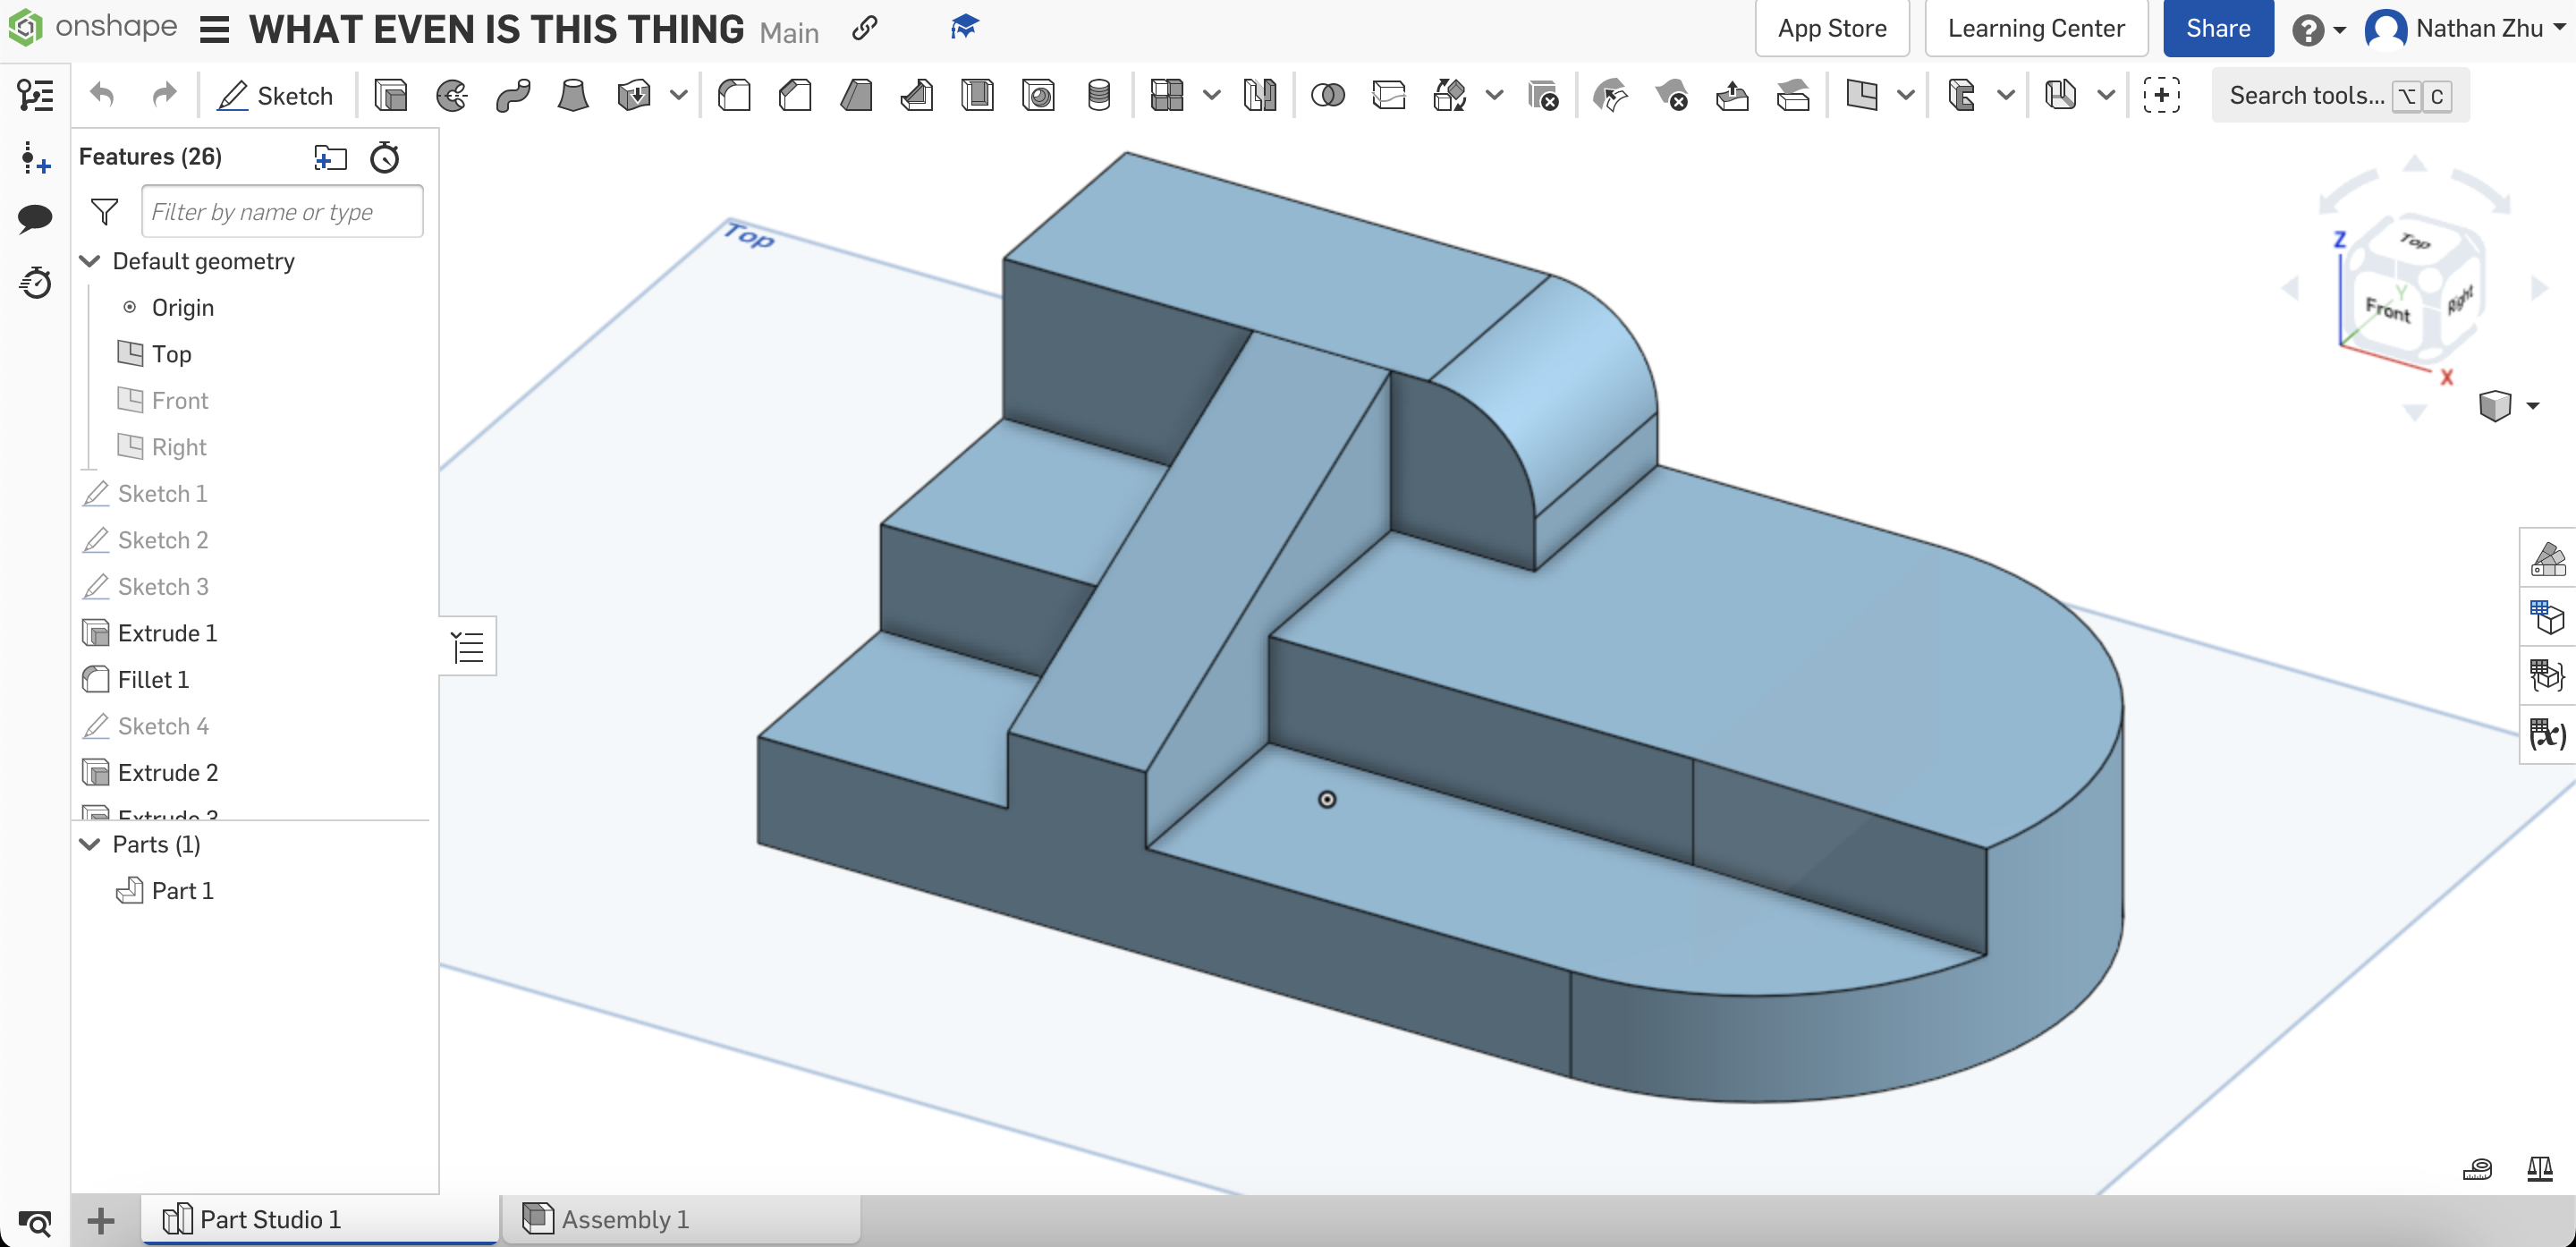 onshape WHAT EVEN IS THIS THING Main App Store Learning Center Share ? Nathan Zhu
Sketch Search tools... ⌥ C
Features (26)
Filter by name or type
Default geometry
Origin
Top
Front
Right
Sketch 1
Sketch 2
Sketch 3
Extrude 1
Fillet 1
Sketch 4
Extrude 2
Extrude 3
Parts (1)
Part 1
Top
Z
Top
Y
Front
Right
X
(x)
Part Studio 1 Assembly 1